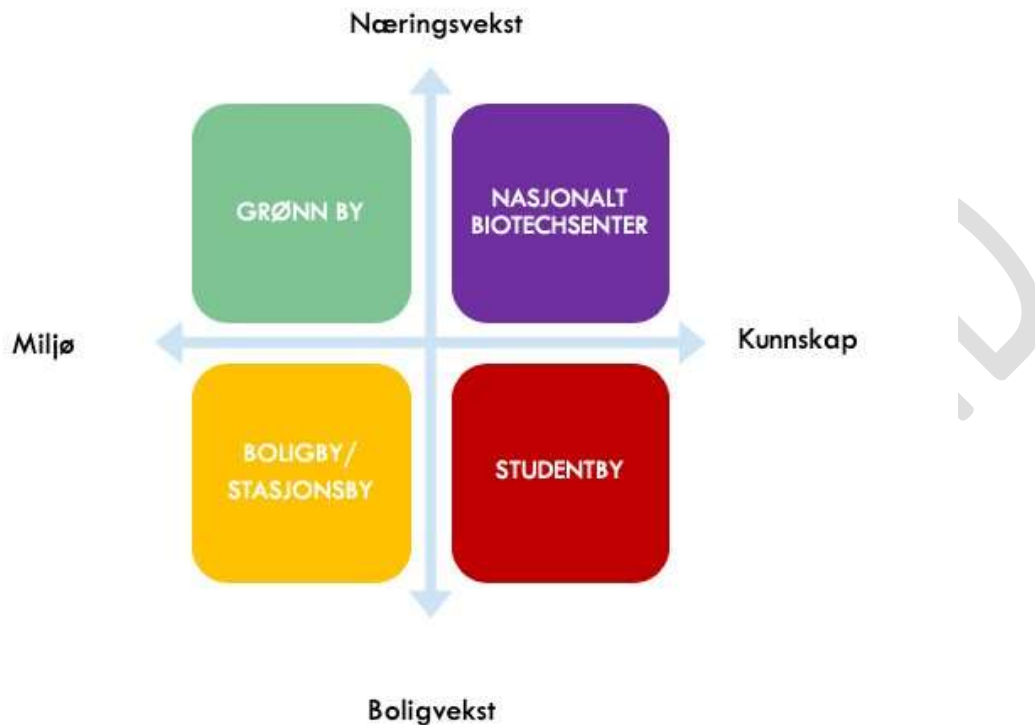 Næringsvekst
GRØNN BY
NASJONALT
BIOTECHSENTER
Miljø
Kunnskap
BOLIGBY/
STASJONSBY
STUDENTBY
Boligvekst